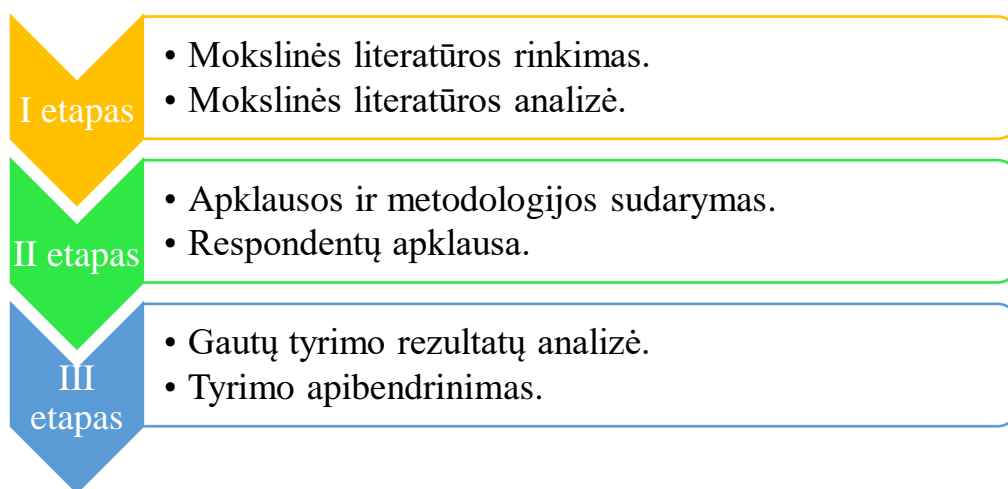 I etapas
• Mokslinės literatūros rinkimas.
• Mokslinės literatūros analizė.
II etapas
• Apklausos ir metodologijos sudarymas.
• Respondentų apklausa.
III
etapas
• Gautų tyrimo rezultatų analizė.
• Tyrimo apibendrinimas.